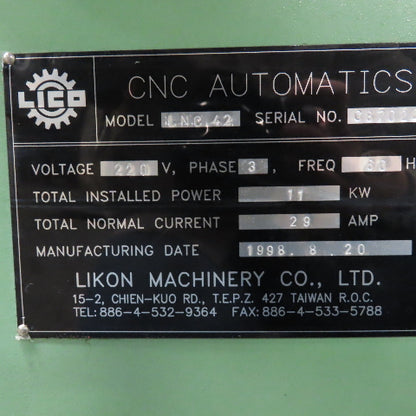 LICO
CNC AUTOMATICS
MODEL LNC 42 SERIAL NO.
VOLTAGE 220 V, PHASE 3, FREQ 60 H
TOTAL INSTALLED POWER 11 KW
TOTAL NORMAL CURRENT 29 AMP
MANUFACTURING DATE 1998. 8. 20
LIKON MACHINERY CO., LTD.
15-2, CHIEN-KUO RD., T.E.P.Z. 427 TAIWAN R.O.C.
TEL:886-4-532-9364 FAX:886-4-533-5788